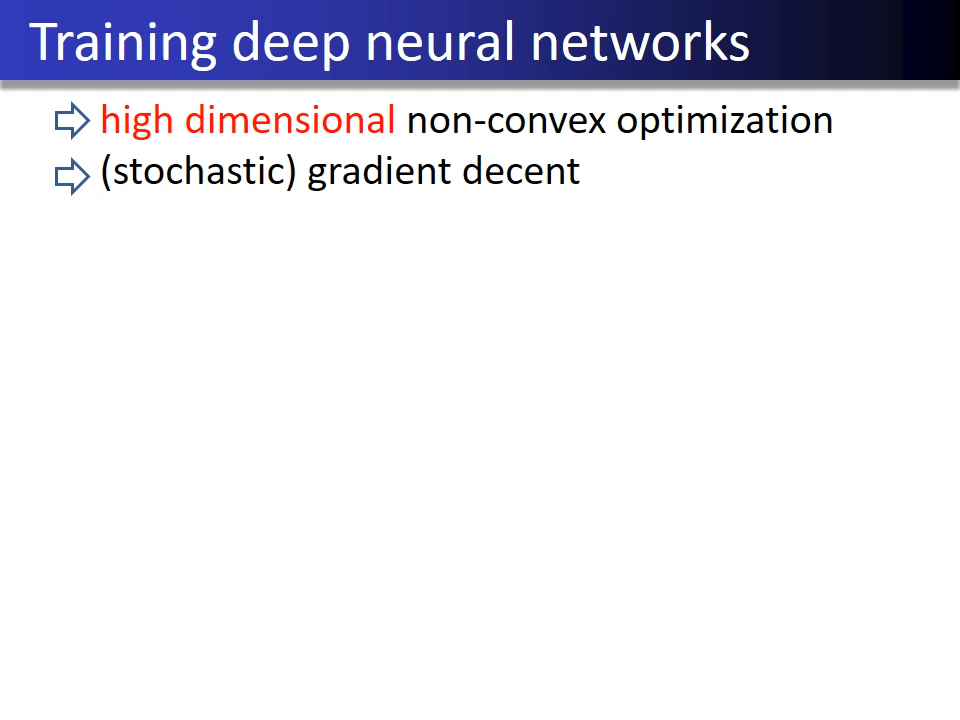 Training deep neural networks
high dimensional non-convex optimization
(stochastic) gradient decent